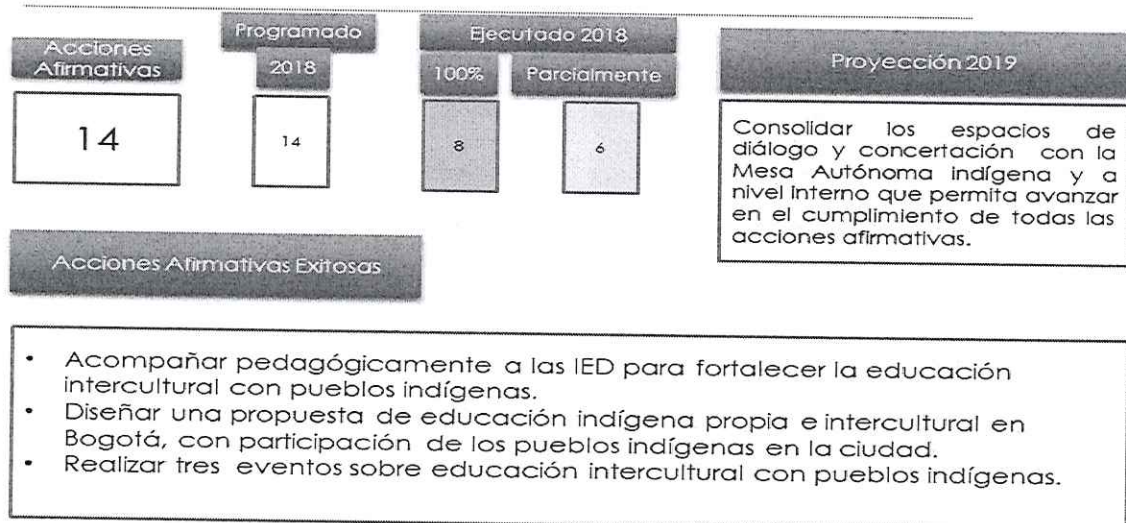 Acciones
Afirmativas
Programado
2018
Ejecutado 2018
100%
Parcialmente
Proyección 2019
14
14
8
6
Consolidar los espacios de
diálogo y concertación con la
Mesa Autónoma indígena y a
nivel interno que permita avanzar
en el cumplimiento de todas las
acciones afirmativas.
Acciones Afirmativas Exitosas
• Acompañar pedagógicamente a las IED para fortalecer la educación
intercultural con pueblos indígenas.
• Diseñar una propuesta de educación indígena propia e intercultural en
Bogotá, con participación de los pueblos indígenas en la ciudad.
• Realizar tres eventos sobre educación intercultural con pueblos indígenas.